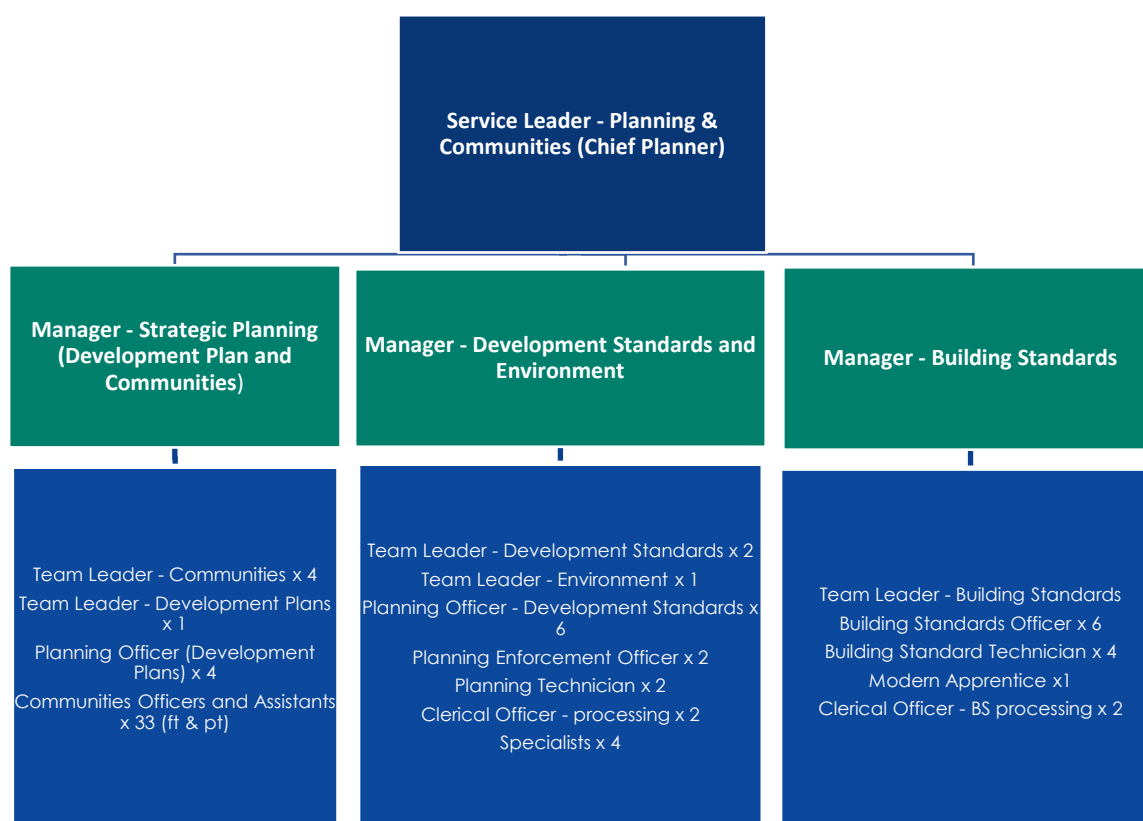 Service Leader - Planning &
Communities (Chief Planner)
Manager - Strategic Planning
(Development Plan and
Communities)
Manager - Development Standards and
Environment
Manager - Building Standards
Team Leader - Communities x 4
Team Leader - Development Plans
x 1
Planning Officer (Development
Plans) x 4
Communities Officers and Assistants
x 33 (ft & pt)
Team Leader - Development Standards x 2
Team Leader - Environment x 1
Planning Officer - Development Standards x
6
Planning Enforcement Officer x 2
Planning Technician x 2
Clerical Officer - processing x 2
Specialists x 4
Team Leader - Building Standards
Building Standards Officer x 6
Building Standard Technician x 4
Modern Apprentice x1
Clerical Officer - BS processing x 2